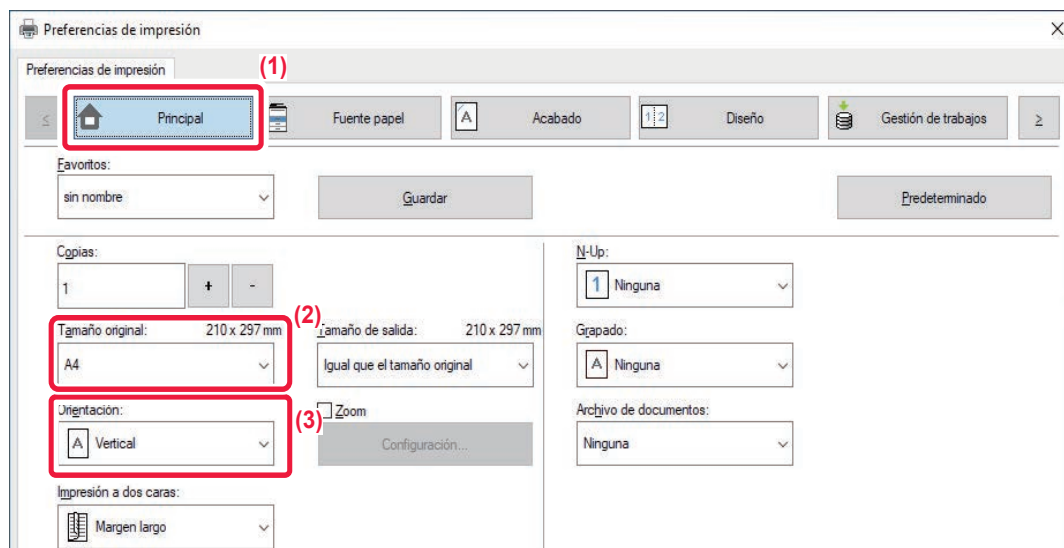 Preferencias de impresión
Preferencias de impresión
(1)
Principal
Fuente papel
A
Acabado
1 2
Diseño
Gestión de trabajos
Favoritos:
sin nombre
Guardar
Predeterminado
Copias:
1
+
-
N-Up:
1 Ninguna
Tamaño original: 210 x 297 mm
(2)
Tamaño de salida: 210 x 297 mm
Grapado:
A4
Igual que el tamaño original
A Ninguna
Orientación:
(3)
Zoom
Archivo de documentos:
A Vertical
Configuración...
Ninguna
Impresión a dos caras:
Margen largo